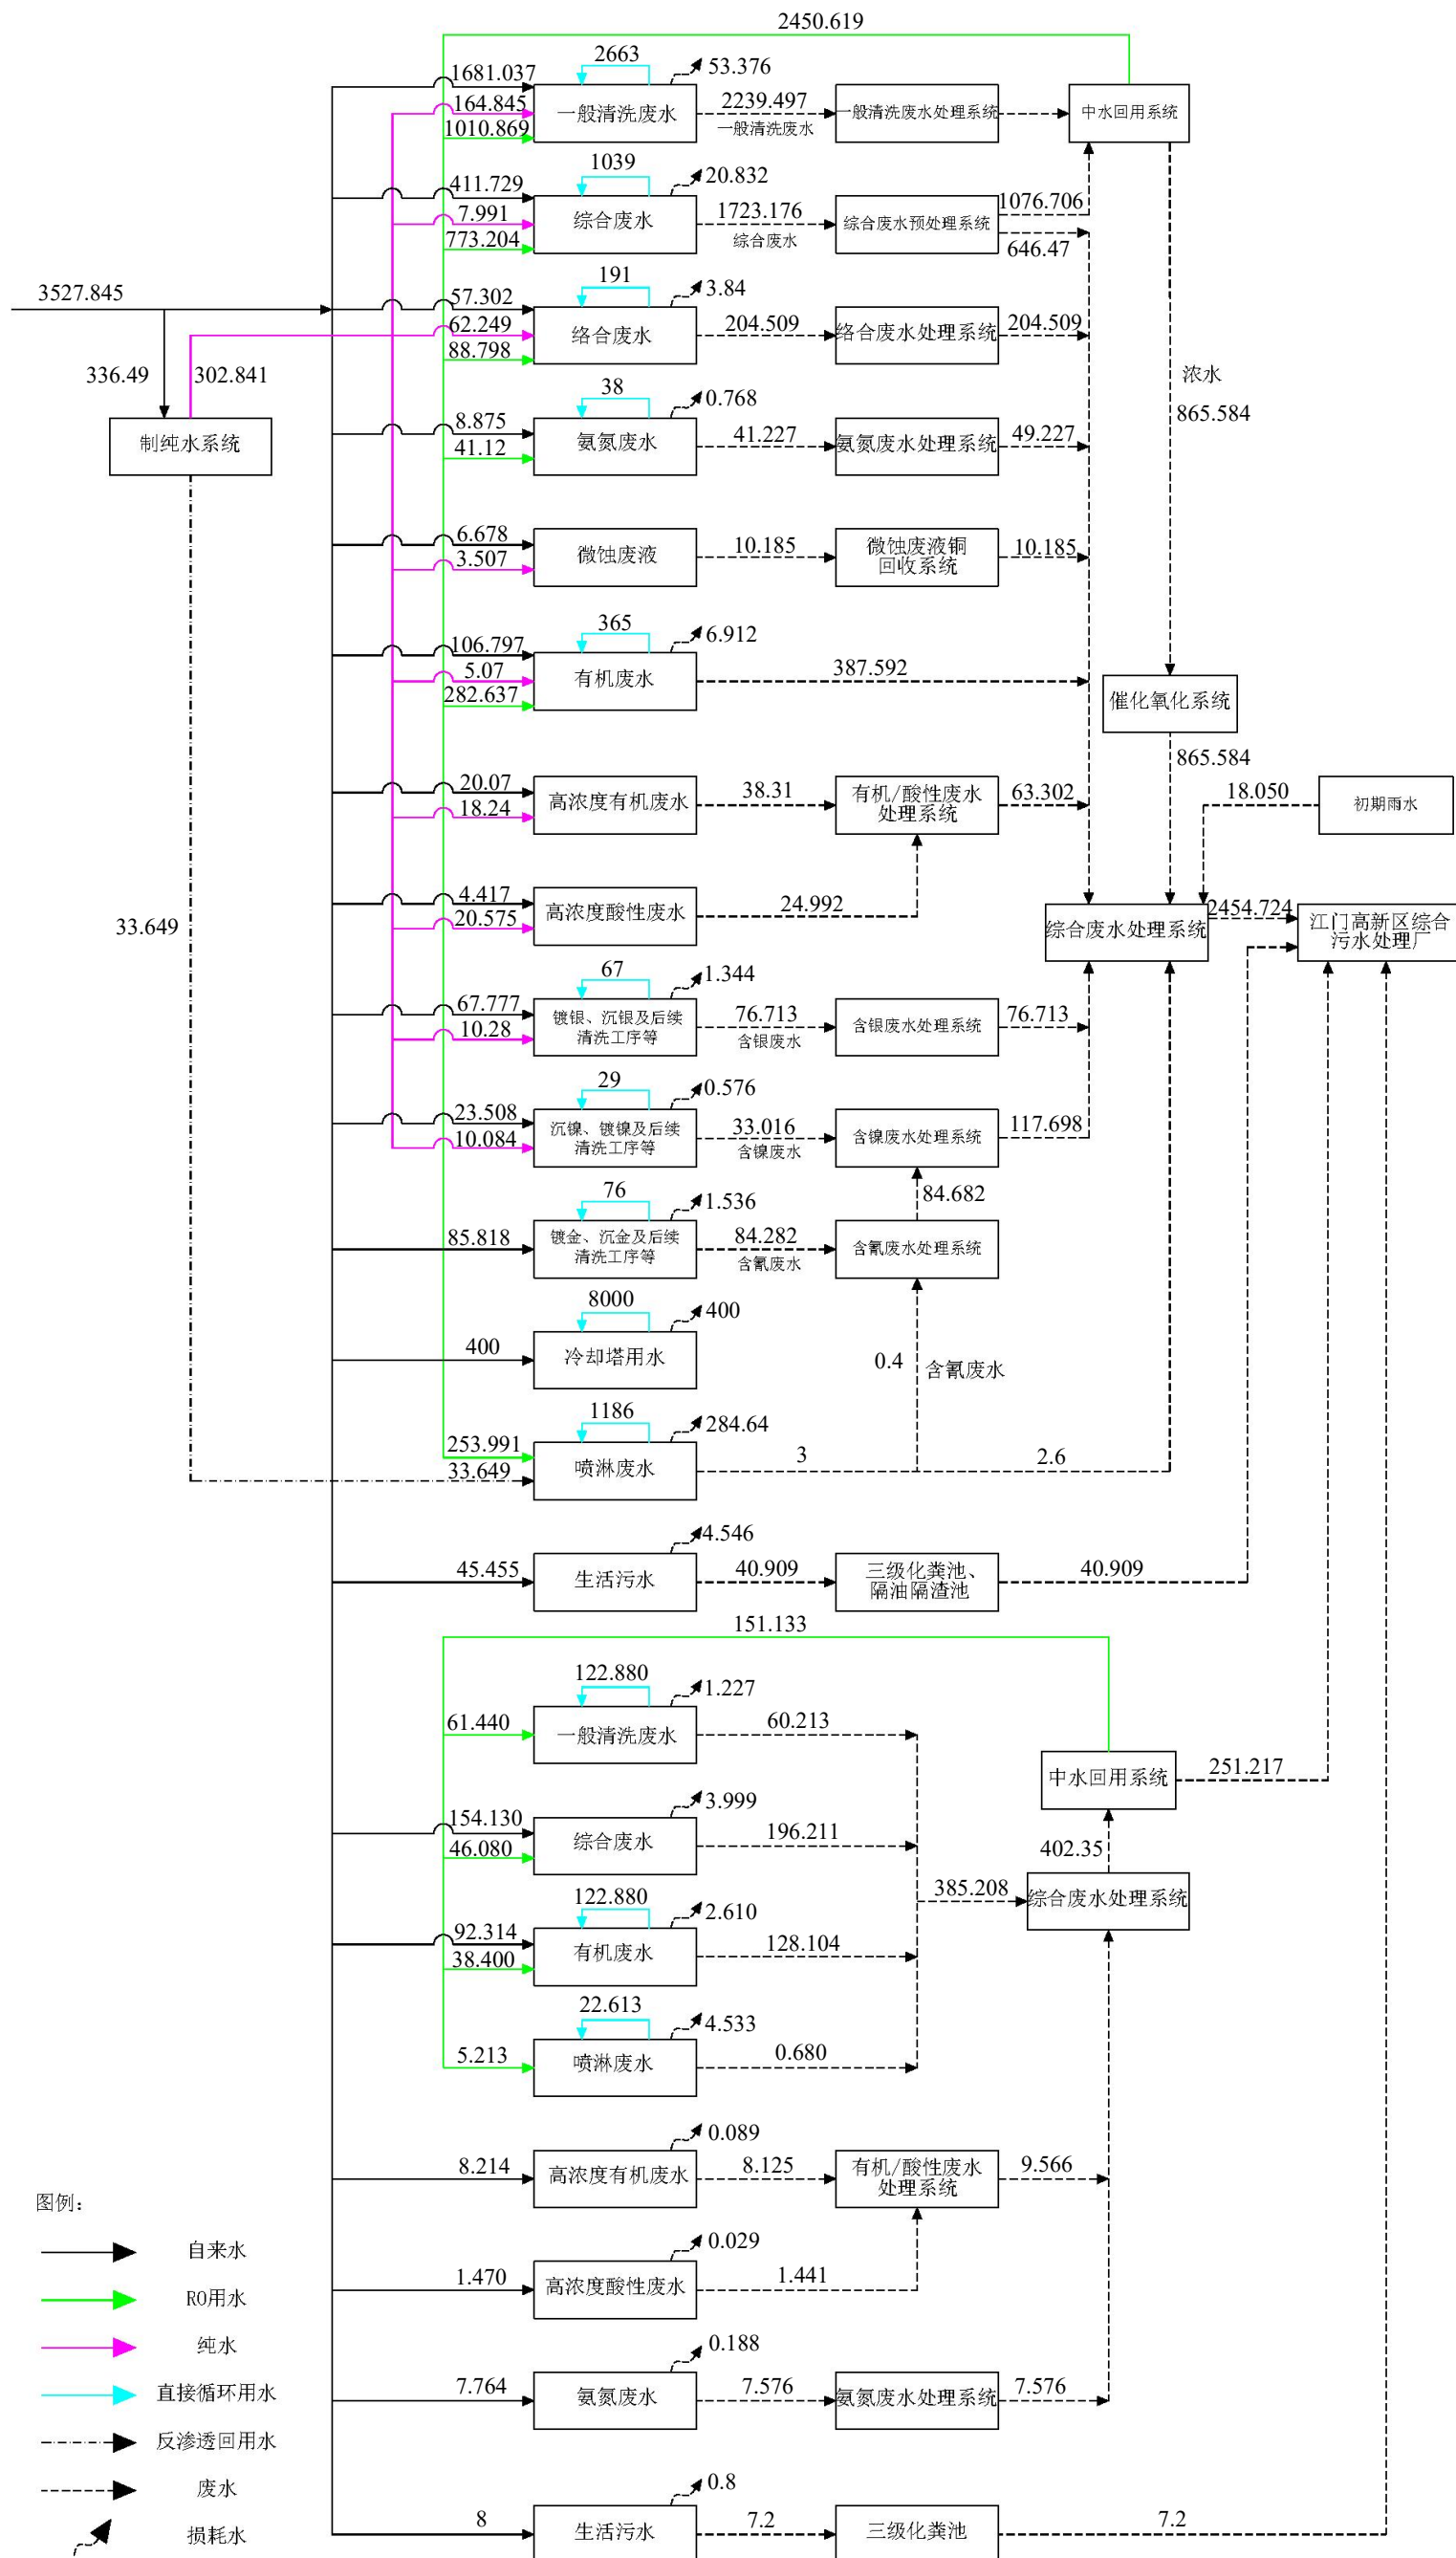 2450.619
2663
53.376
1681.037
164.845
1010.869
一般清洗废水
2239.497
一般清洗废水
一般清洗废水处理系统
中水回用系统
1039
20.832
411.729
7.991
773.204
综合废水
1723.176
综合废水
综合废水预处理系统
1076.706
646.47
3527.845
191
3.84
57.302
62.249
88.798
络合废水
204.509
络合废水处理系统
204.509
336.49
302.841
制纯水系统
浓水
865.584
38
0.768
8.875
41.12
氨氮废水
41.227
氨氮废水处理系统
49.227
6.678
3.507
微蚀废液
10.185
微蚀废液铜
回收系统
10.185
365
6.912
106.797
5.07
282.637
有机废水
387.592
催化氧化系统
865.584
20.07
18.24
高浓度有机废水
38.31
有机/酸性废水
处理系统
63.302
18.050
初期雨水
4.417
20.575
高浓度酸性废水
24.992
33.649
综合废水处理系统
2454.724
江门高新区综合
污水处理厂
67
1.344
67.777
10.28
镀银、沉银及后续
清洗工序等
76.713
含银废水
含银废水处理系统
76.713
29
0.576
23.508
10.084
沉镍、镀镍及后续
清洗工序等
33.016
含镍废水
含镍废水处理系统
117.698
84.682
76
1.536
85.818
镀金、沉金及后续
清洗工序等
84.282
含氰废水
含氰废水处理系统
8000
400
400
冷却塔用水
0.4
含氰废水
1186
284.64
253.991
33.649
喷淋废水
3
2.6
4.546
45.455
生活污水
40.909
三级化粪池、
隔油隔渣池
40.909
151.133
122.880
1.227
61.440
一般清洗废水
60.213
中水回用系统
251.217
3.999
154.130
46.080
综合废水
196.211
402.35
385.208
综合废水处理系统
122.880
2.610
92.314
38.400
有机废水
128.104
22.613
4.533
5.213
喷淋废水
0.680
0.089
8.214
高浓度有机废水
8.125
有机/酸性废水
处理系统
9.566
0.029
1.470
高浓度酸性废水
1.441
0.188
7.764
氨氮废水
7.576
氨氮废水处理系统
7.576
0.8
8
生活污水
7.2
三级化粪池
7.2
图例：
自来水
RO用水
纯水
直接循环用水
反渗透回用水
废水
损耗水